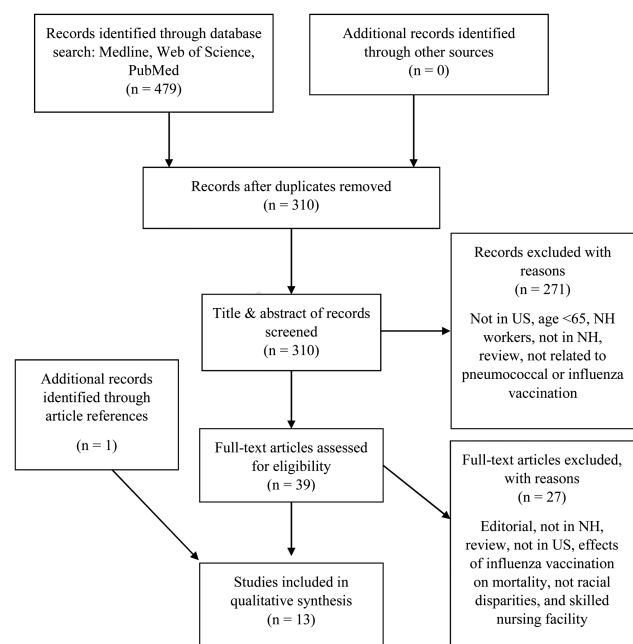 Records identified through database
search: Medline, Web of Science,
PubMed
(n = 479)
Additional records identified
through other sources
(n = 0)
Records after duplicates removed
(n = 310)
Title & abstract of records
screened
(n = 310)
Records excluded with
reasons
(n = 271)
Not in US, age <65, NH
workers, not in NH,
review, not related to
pneumococcal or influenza
vaccination
Additional records
identified through
article references
(n = 1)
Full-text articles assessed
for eligibility
(n = 39)
Full-text articles excluded,
with reasons
(n = 27)
Editorial, not in NH,
review, not in US, effects
of influenza vaccination
on mortality, not racial
disparities, and skilled
nursing facility
Studies included in
qualitative synthesis
(n = 13)